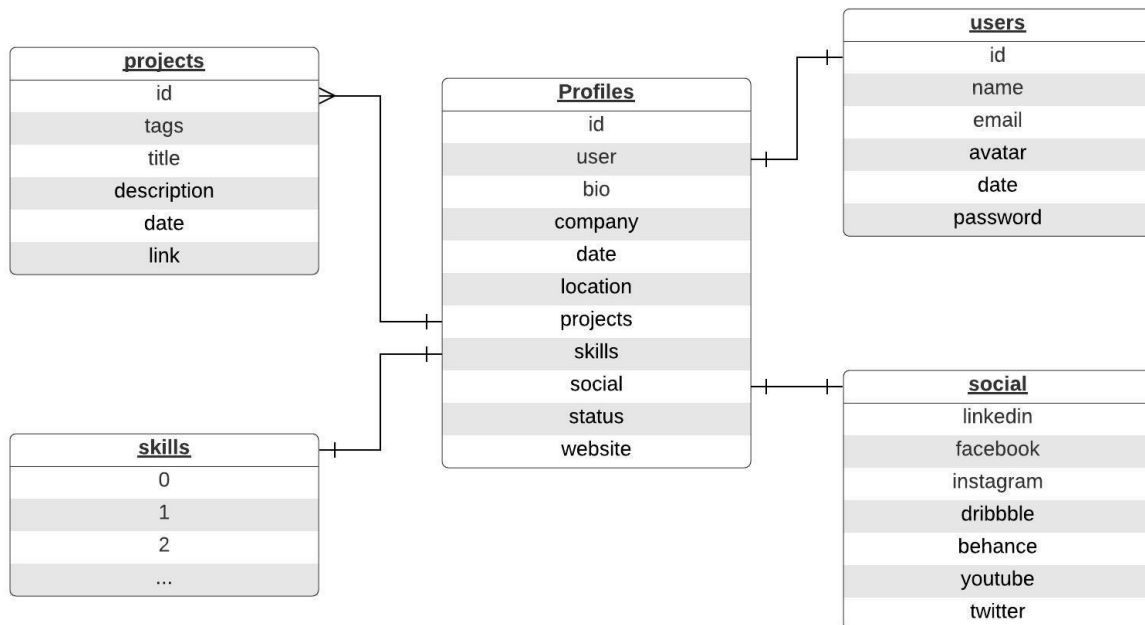 projects
id
tags
title
description
date
link
skills
0
1
2
...
Profiles
id
user
bio
company
date
location
projects
skills
social
status
website
users
id
name
email
avatar
date
password
social
linkedin
facebook
instagram
dribbble
behance
youtube
twitter